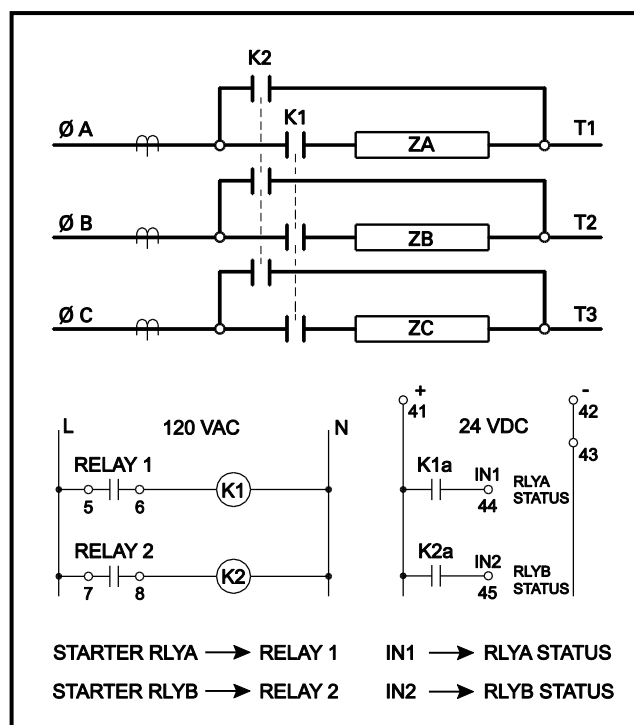 K2
K1
Ø A
ZA
T1
Ø B
ZB
T2
Ø C
ZC
T3
L 120 VAC N
RELAY 1
5 6 K1
RELAY 2
7 8 K2
+ 41 24 VDC - 42
43
K1a IN1 44 RLYA STATUS
K2a IN2 45 RLYB STATUS
STARTER RLYA → RELAY 1 IN1 → RLYA STATUS
STARTER RLYB → RELAY 2 IN2 → RLYB STATUS